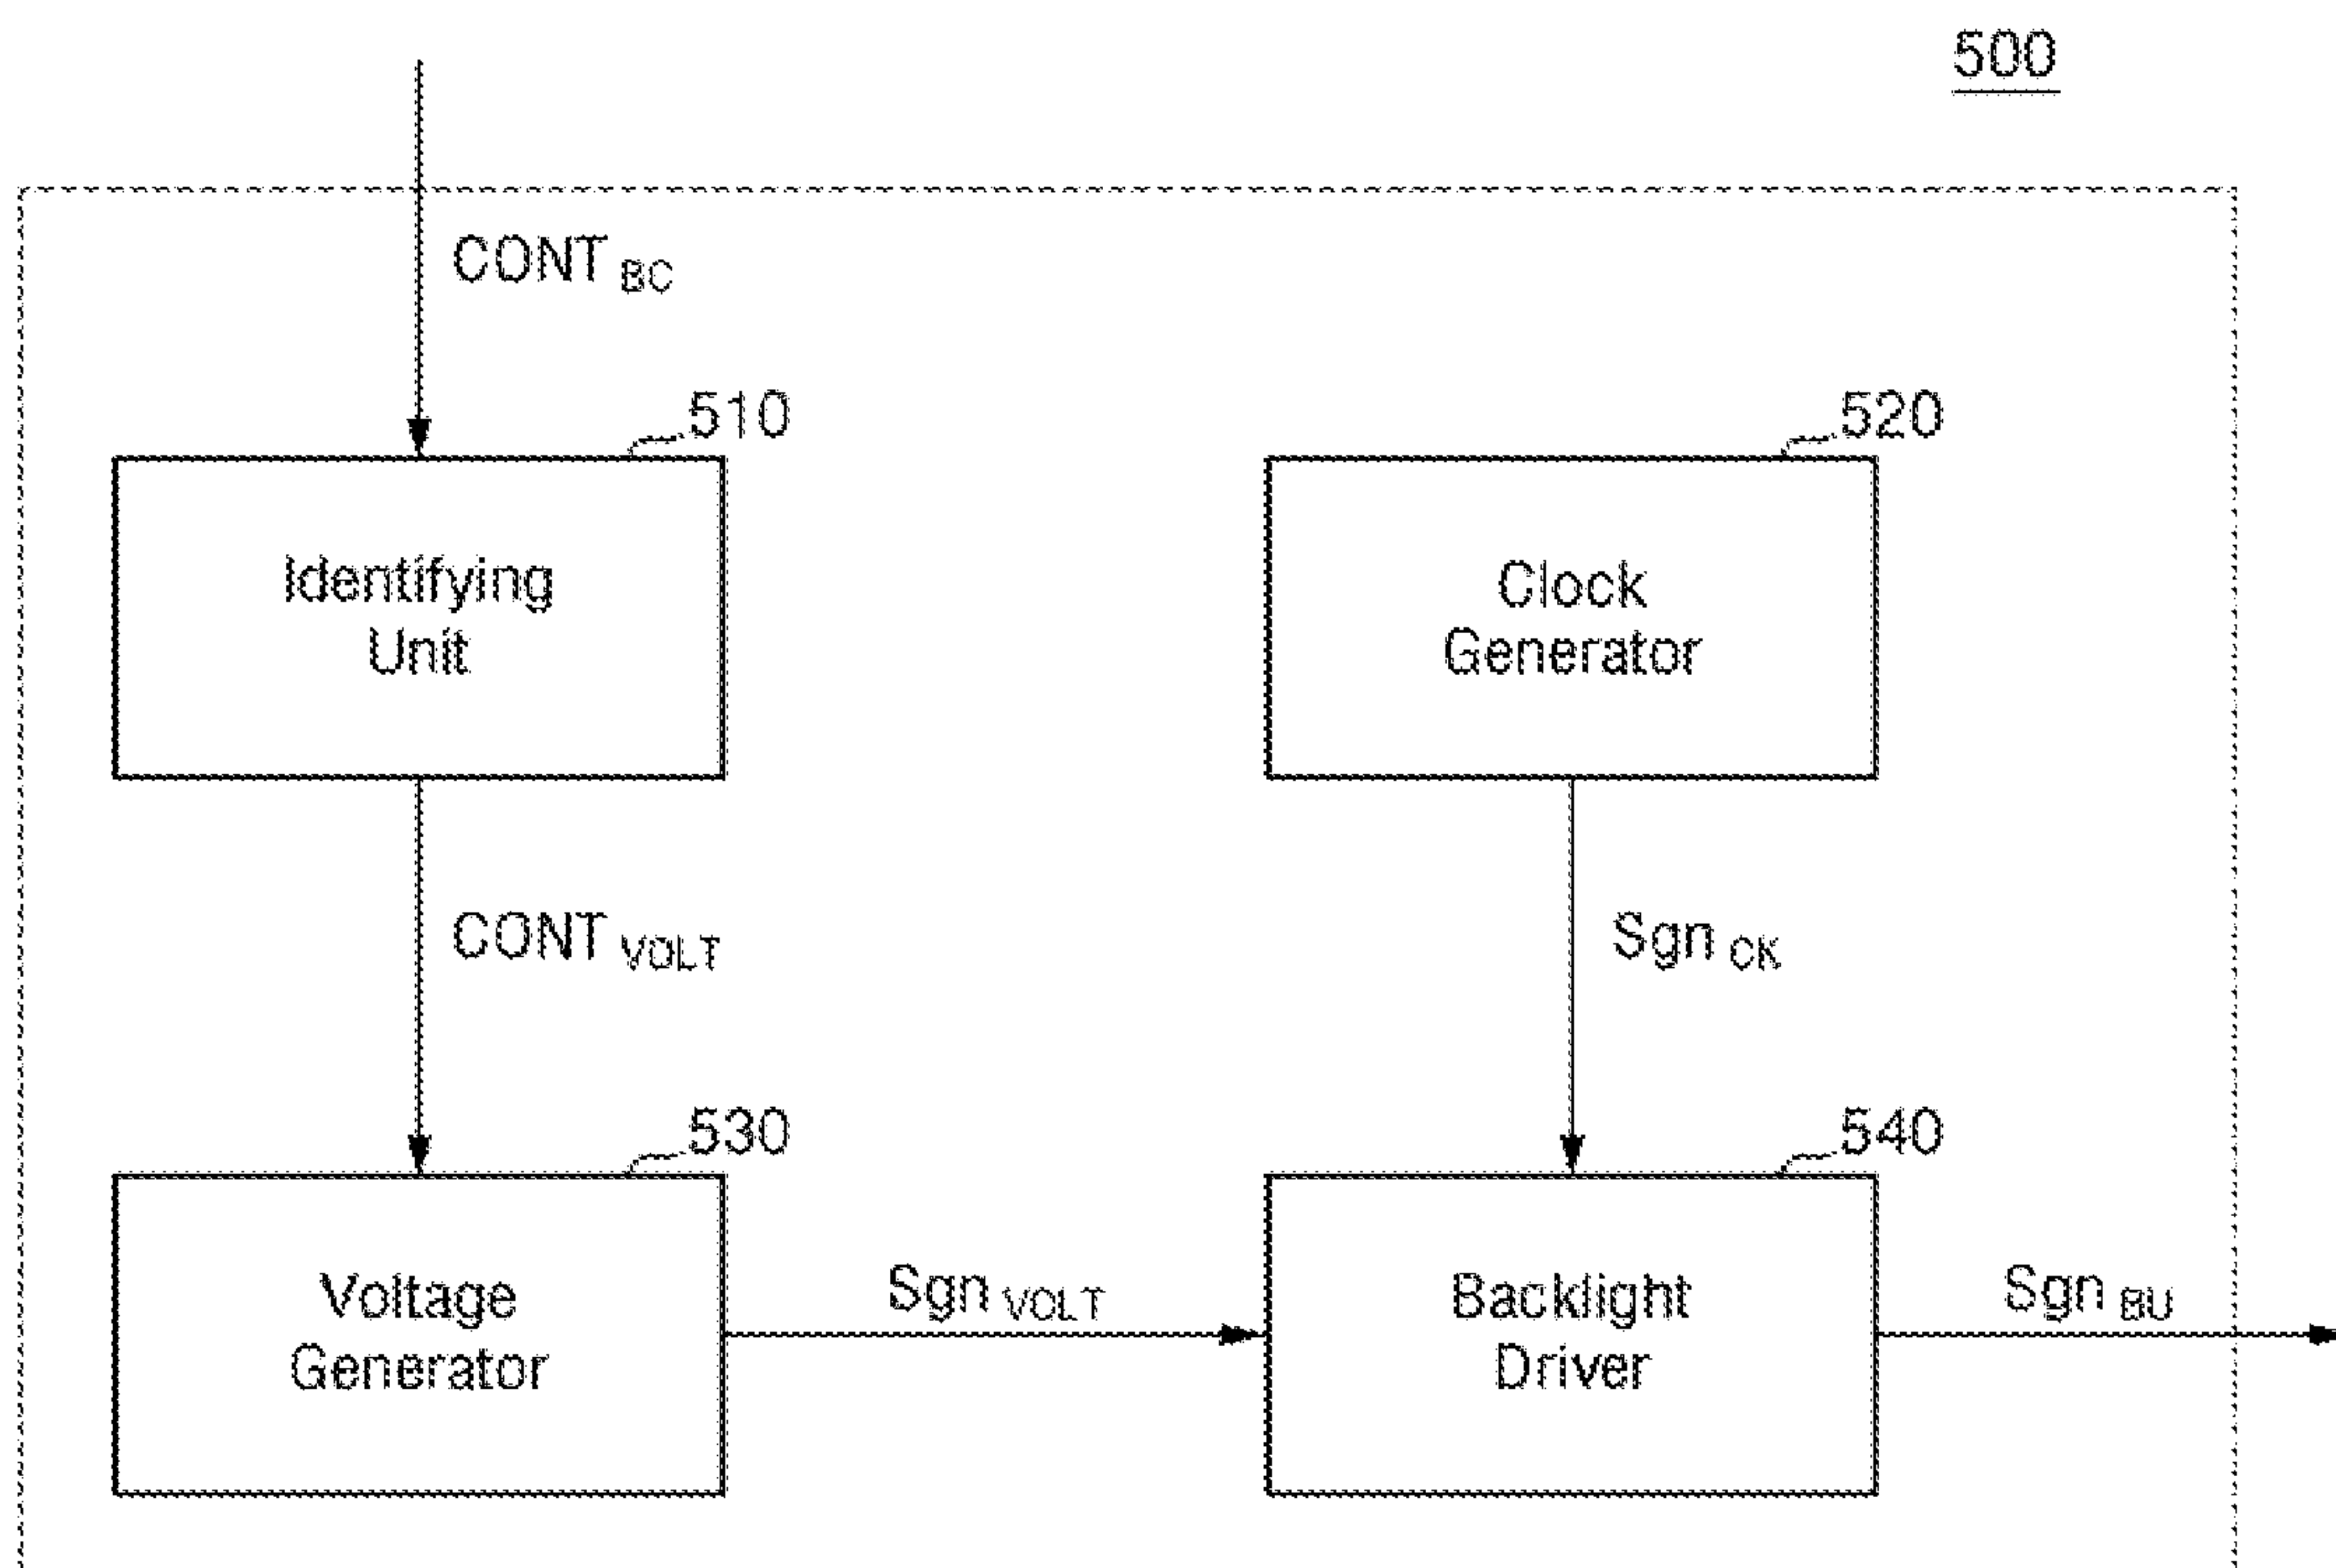 500
CONT BC
510
520
Identifying
Unit
Clock
Generator
CONT VOLT
Sgn CK
530
540
Voltage
Generator
Sgn VOLT
Backlight
Driver
Sgn BU